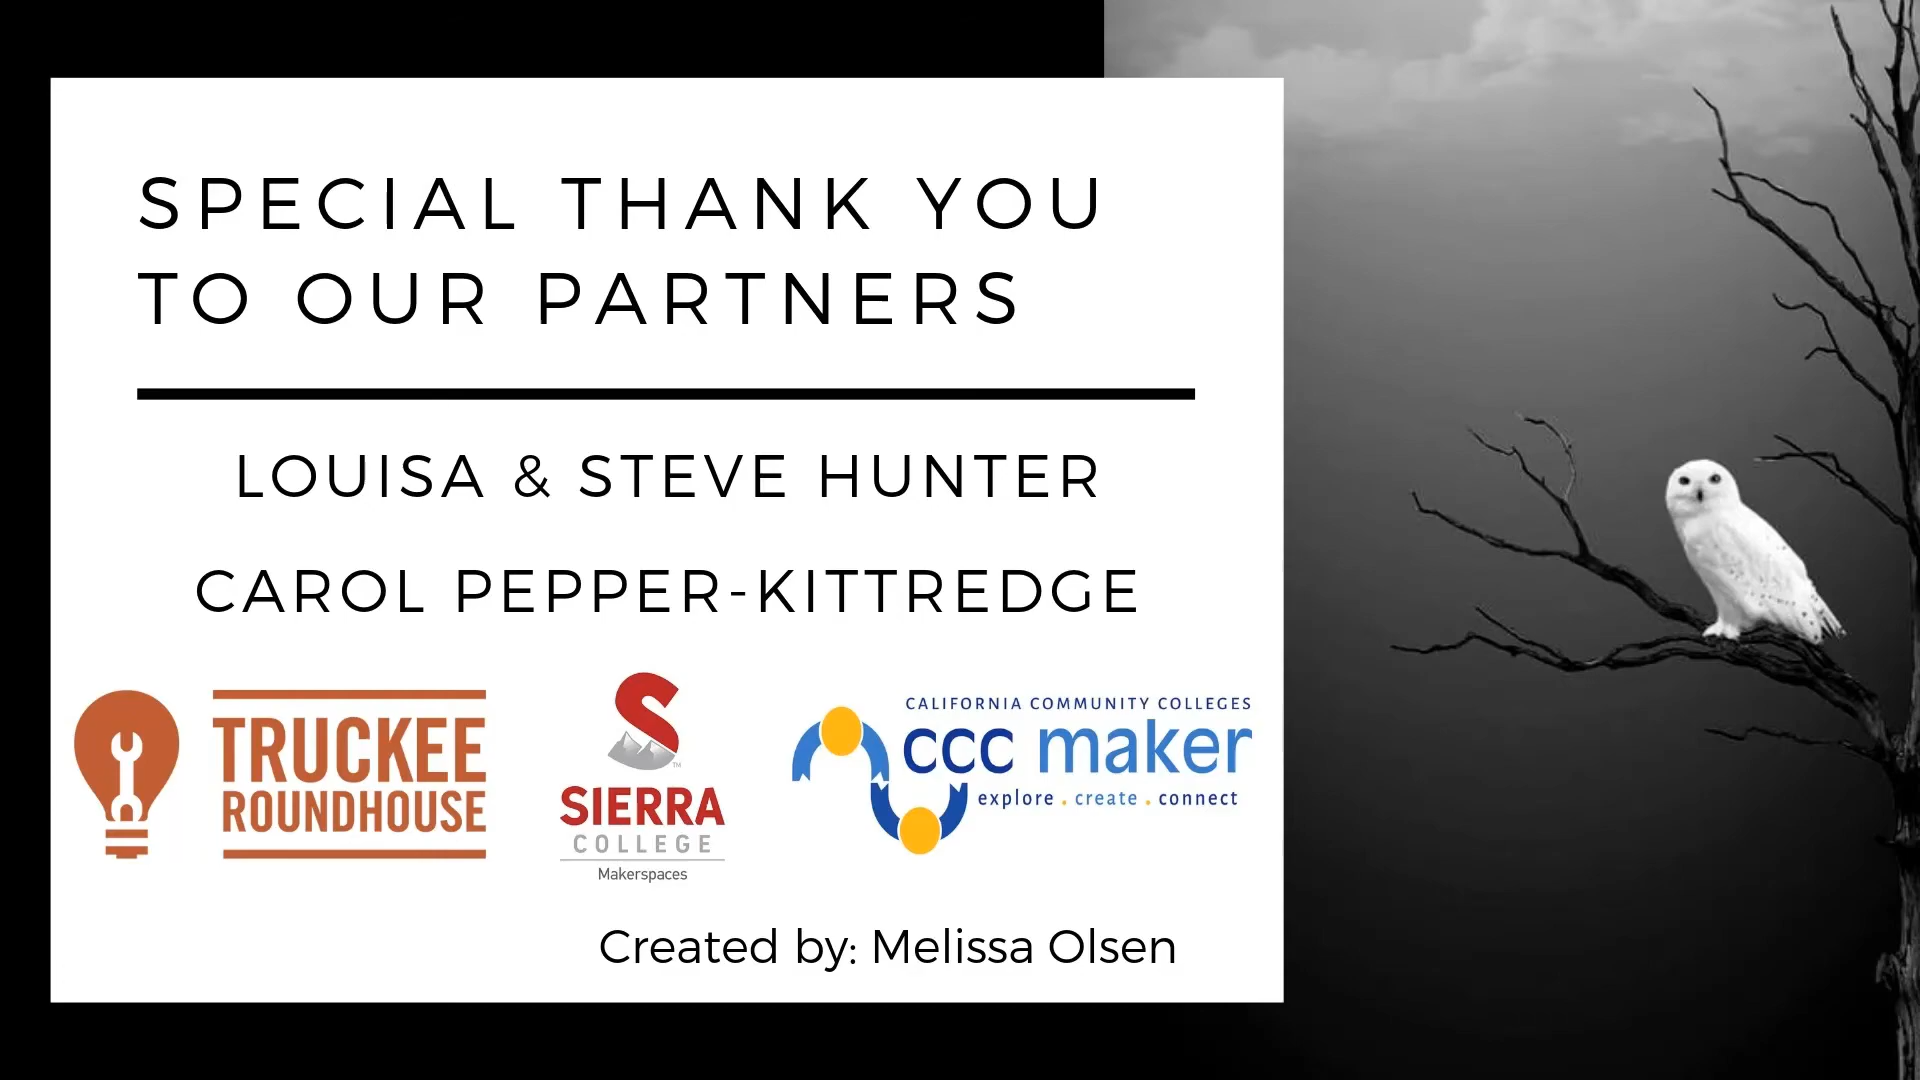 SPECIAL THANK YOU
TO OUR PARTNERS
LOUISA & STEVE HUNTER
CAROL PEPPER-KITTREDGE
TRUCKEE
ROUNDHOUSE
S
TM
SIERRA
COLLEGE
Makerspaces
CALIFORNIA COMMUNITY COLLEGES
ccc maker
explore . create . connect
Created by: Melissa Olsen